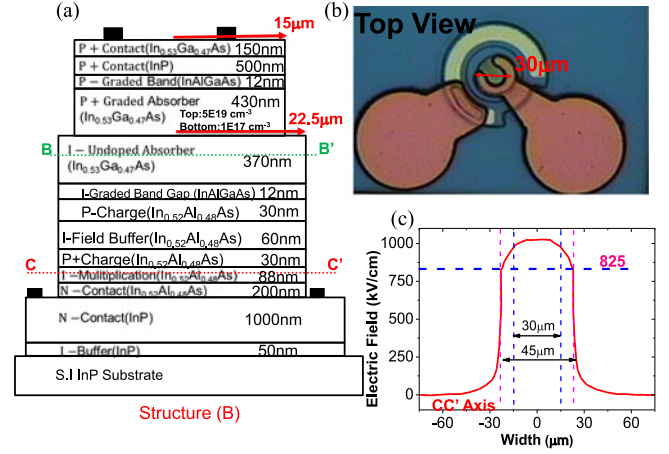 (a)
15μm
P+Contact(In0.53Ga0.47As) 150nm
P+Contact(InP) 500nm
P−Graded Band(InAlGaAs) 12nm
P+Graded Absorber 430nm
(In0.53Ga0.47As) Top:5E19 cm-3
Bottom:1E17 cm-3
22.5μm
B B'
I−Undoped Absorber
(In0.53Ga0.47As) 370nm
I-Graded Band Gap (InAlGaAs) 12nm
P-Charge(In0.52Al0.48As) 30nm
I-Field Buffer(In0.52Al0.48As) 60nm
P+Charge(In0.52Al0.48As) 30nm
C C'
I−Multiplication(In0.52Al0.48As) 88nm
N−Contact(In0.52Al0.48As) 200nm
N−Contact(InP) 1000nm
I−Buffer(InP) 50nm
S.I InP Substrate
Structure (B)
(b)
Top View
30μm
(c)
Electric Field (kV/cm)
1000
750
500
250
0
825
30μm
45μm
CC' Axis
-60 -30 0 30 60
Width (μm)